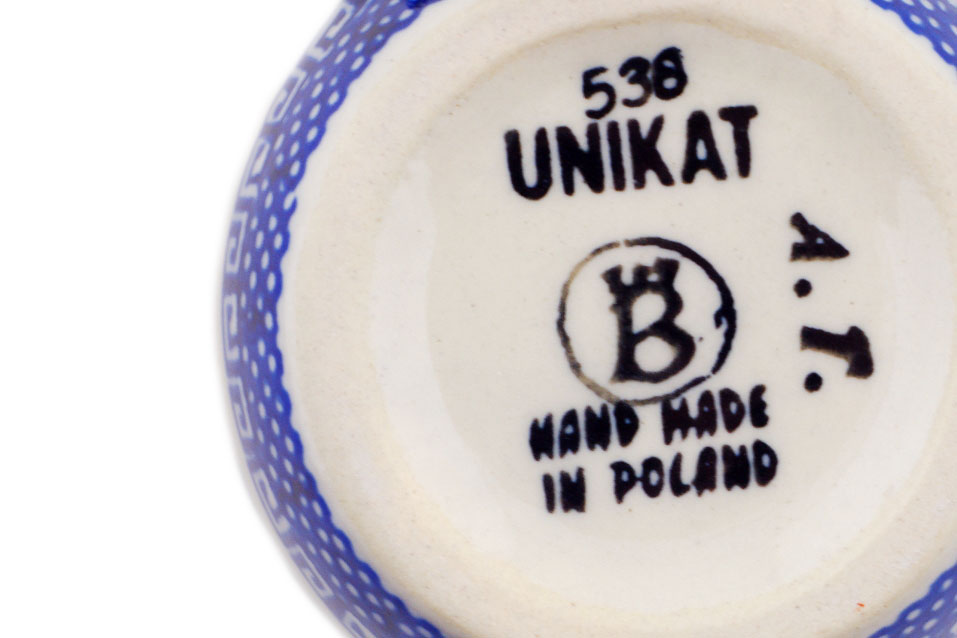 538
UNIKAT
B
HAND MADE
IN POLAND
A.T.